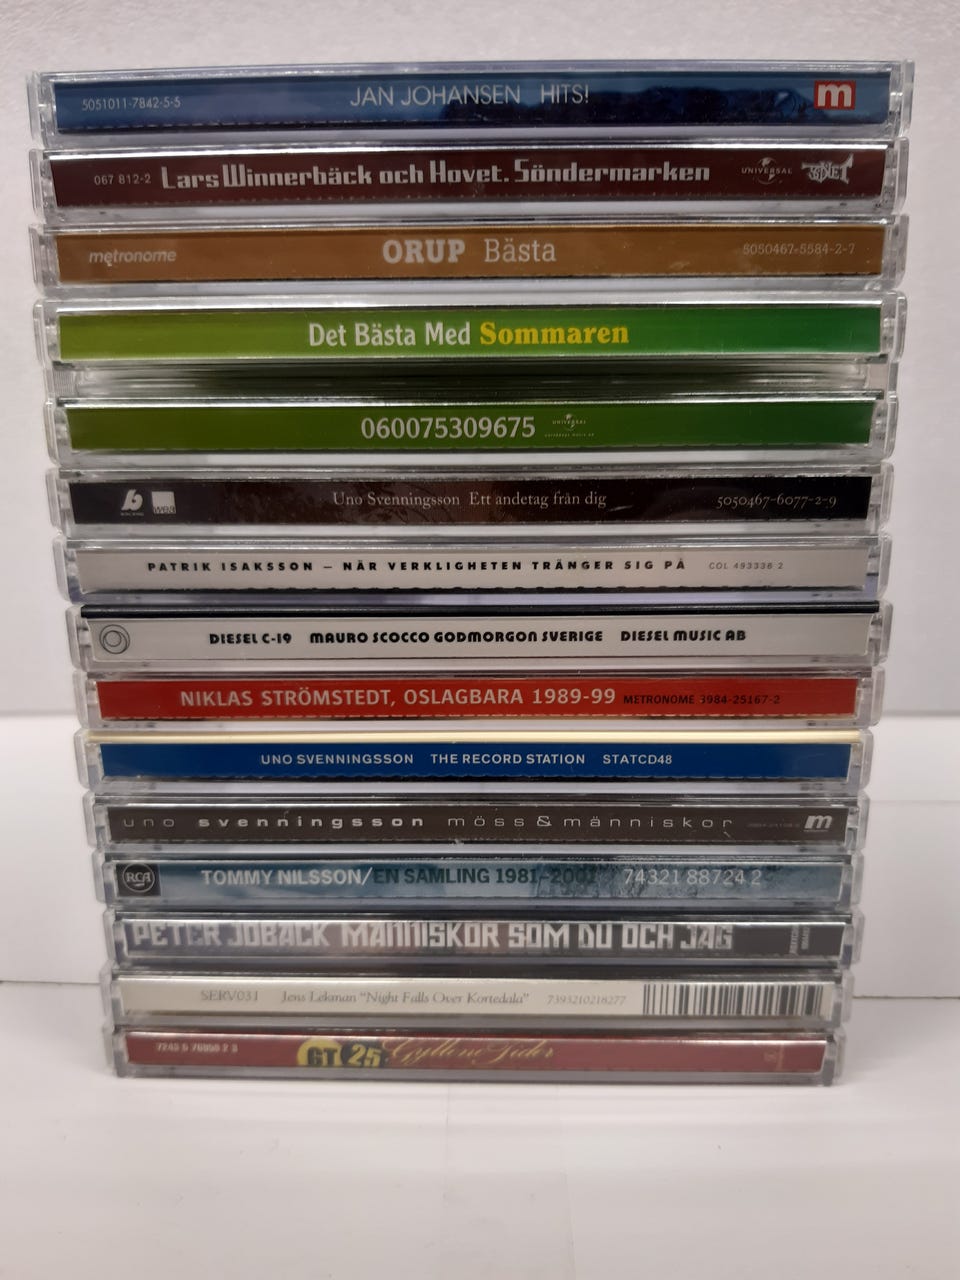 5051011-7842-5-5 JAN JOHANSEN HITS! m
067 812-2 Lars Winnerbäck och Hovet. Söndermarken UNIVERSAL
metronome ORUP Bästa 5050467-5584-2-7
Det Bästa Med Sommaren
060075309675 UNIVERSAL
b Uno Svenningsson Ett andetag från dig 5050467-6077-2-9
PATRIK ISAKSSON – NÄR VERKLIGHETEN TRÄNGER SIG PÅ COL 493338 2
DIESEL C-19 MAURO SCOCCO GODMORGON SVERIGE DIESEL MUSIC AB
NIKLAS STRÖMSTEDT, OSLAGBARA 1989-99 METRONOME 3984-25167-2
UNO SVENNINGSSON THE RECORD STATION STATCD48
uno svenningsson möss & människor m
RCA TOMMY NILSSON/EN SAMLING 1981-2001 74321 88724 2
PETER JÖBACK MÄNNISKOR SOM DU OCH JAG
SERV031 Jens Lekman "Night Falls Over Kortedala" 7393210218277
GT 25 Gyllene Tider